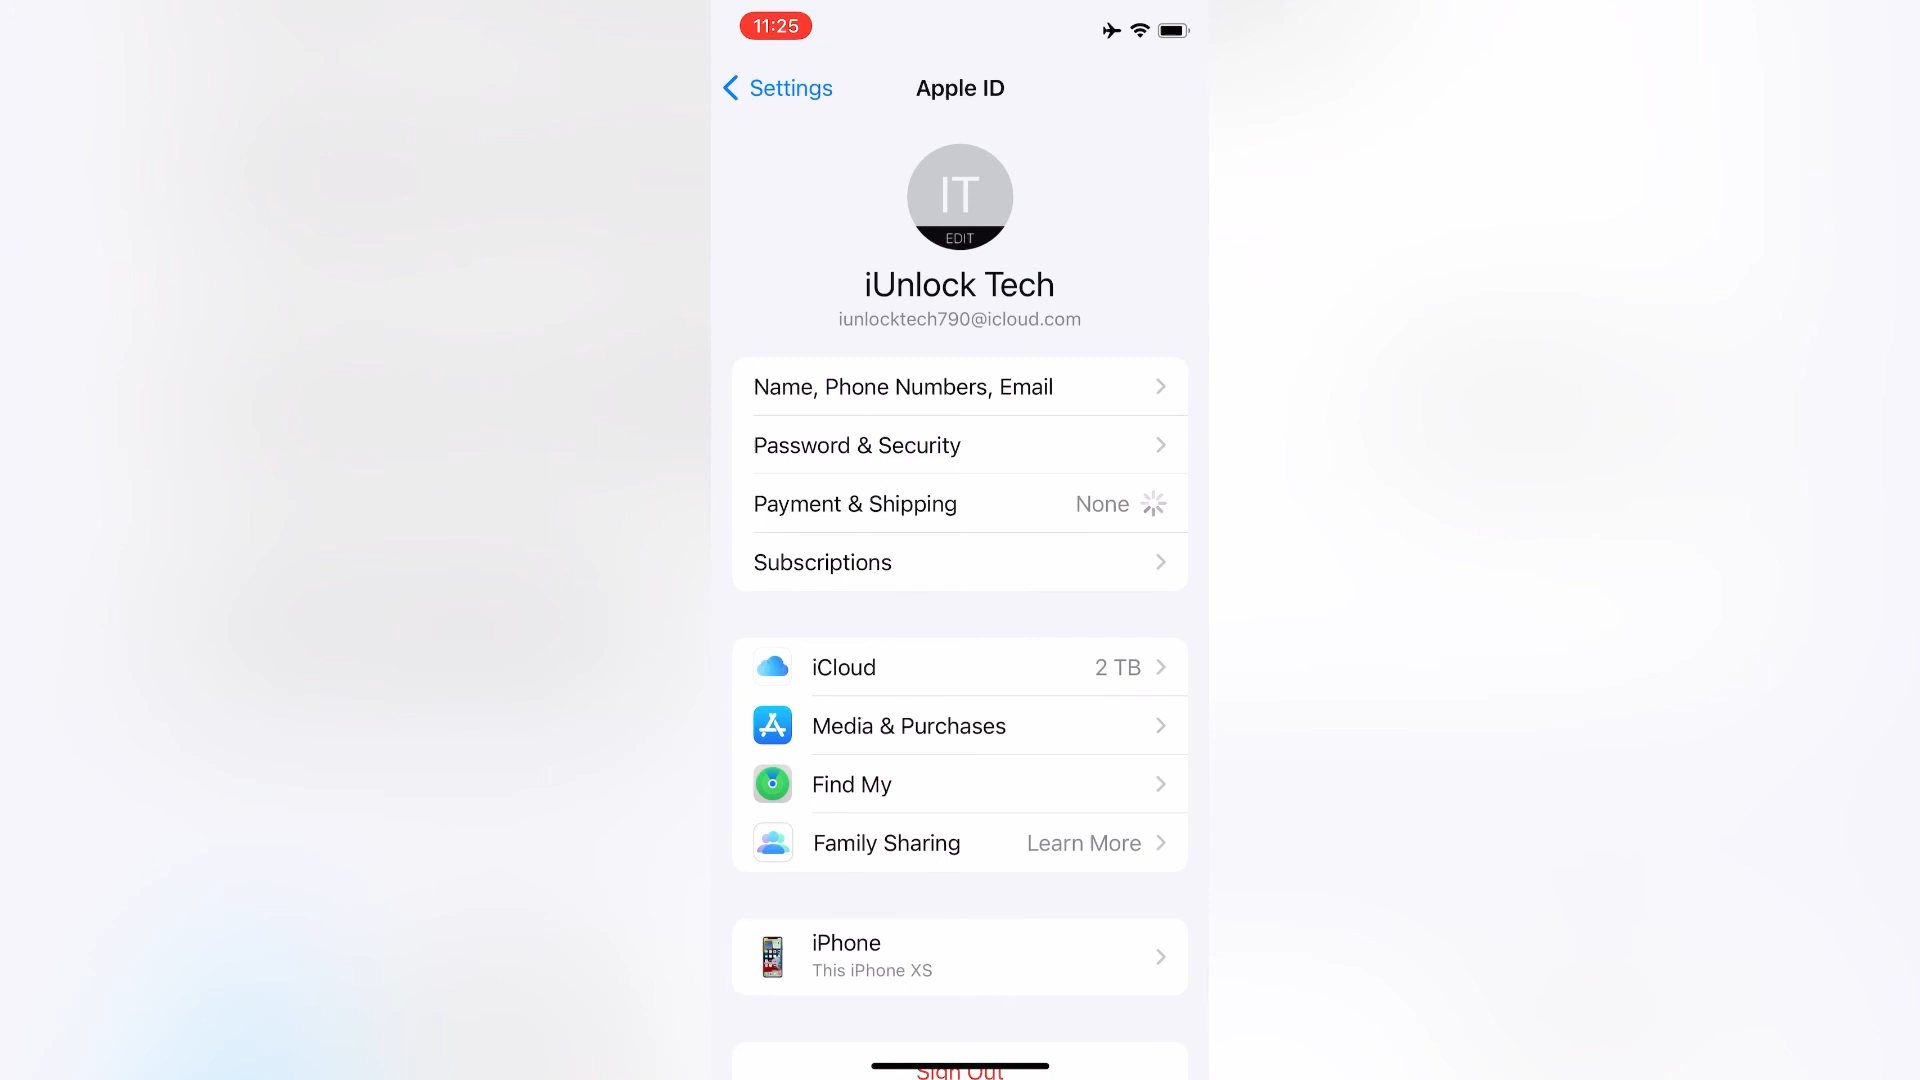 11:25
Settings
Apple ID
IT
EDIT
iUnlock Tech
iunlocktech790@icloud.com
Name, Phone Numbers, Email
Password & Security
Payment & Shipping None
Subscriptions
iCloud 2 TB
Media & Purchases
Find My
Family Sharing Learn More
iPhone
This iPhone XS
Sign Out